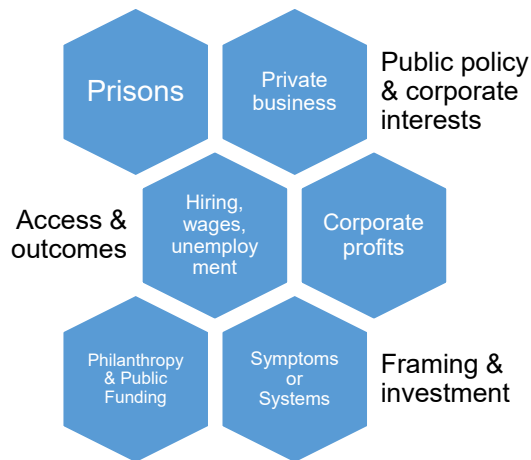 Prisons
Private
business
Public policy
& corporate
interests
Access &
outcomes
Hiring,
wages,
unemploy
ment
Corporate
profits
Philanthropy
& Public
Funding
Symptoms
or
Systems
Framing &
investment